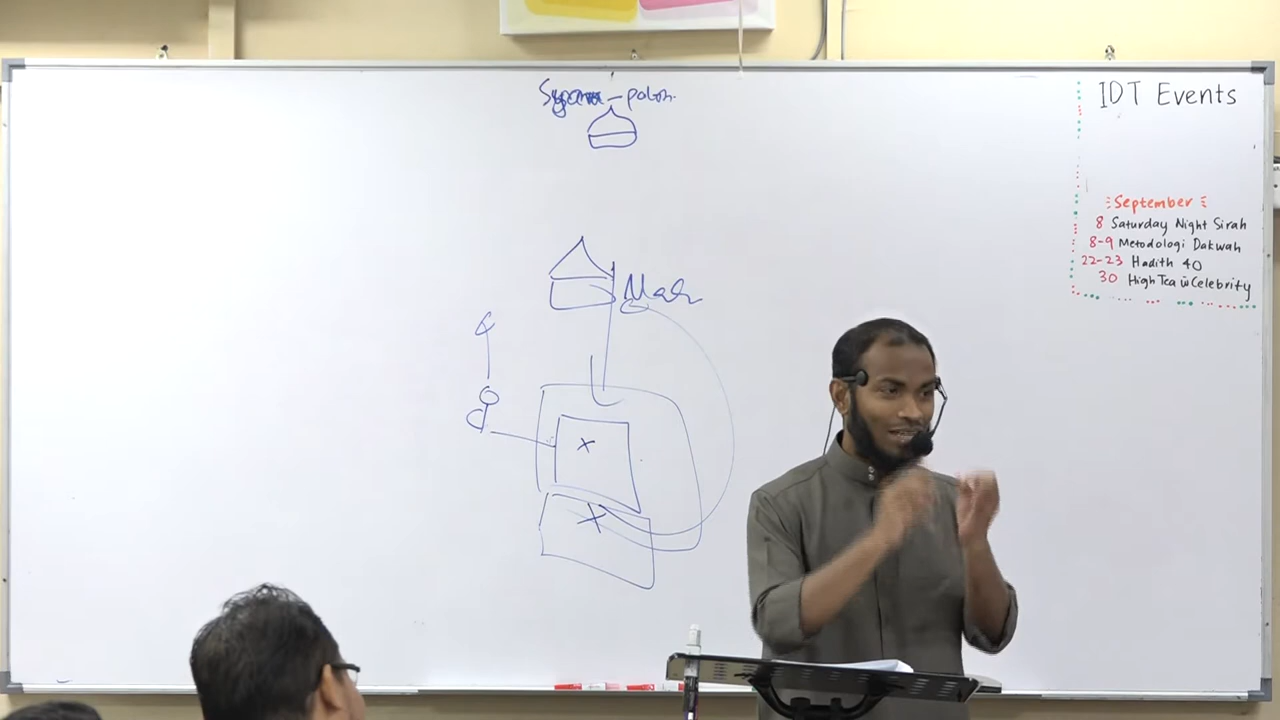 IDT Events
September
8 Saturday Night Sirah
8-9 Metodologi Dakwah
22-23 Hadith 40
30 High Tea w Celebrity